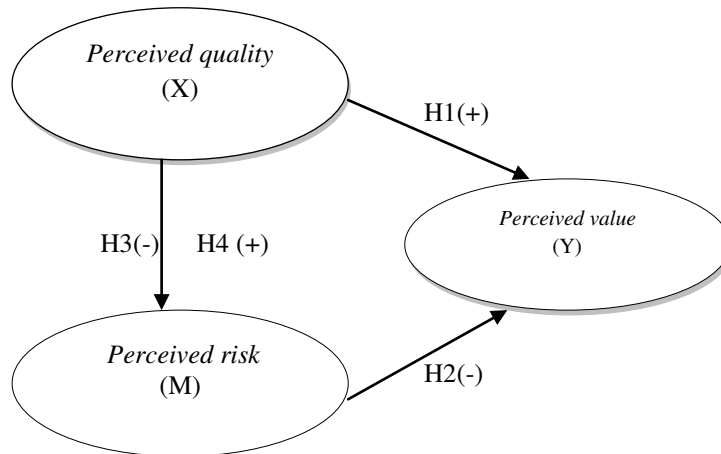 Perceived quality
(X)
H1(+)
Perceived value
(Y)
H3(-) H4 (+)
Perceived risk
(M)
H2(-)